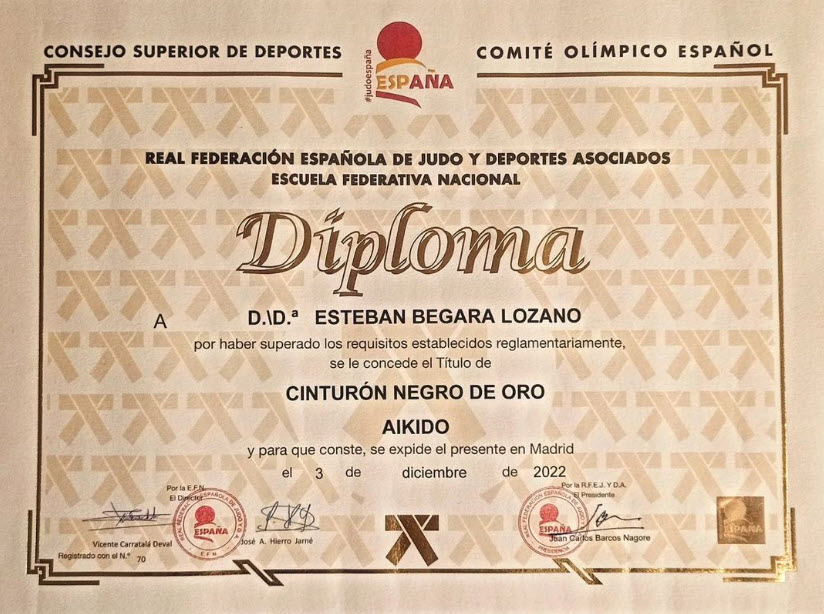 CONSEJO SUPERIOR DE DEPORTES
#judoespaña
ESPAÑA
COMITÉ OLÍMPICO ESPAÑOL
REAL FEDERACIÓN ESPAÑOLA DE JUDO Y DEPORTES ASOCIADOS
ESCUELA FEDERATIVA NACIONAL
Diploma
A D.\D.ª ESTEBAN BEGARA LOZANO
por haber superado los requisitos establecidos reglamentariamente,
se le concede el Título de
CINTURÓN NEGRO DE ORO
AIKIDO
y para que conste, se expide el presente en Madrid
el 3 de diciembre de 2022
Por la E.F.N.
El Director
ESPAÑA
E.F.N.
Vicente Carratalá Deval
José A. Hierro Jarné
Registrado con el N.º 70
Por la R.F.E.J. Y D.A.
El Presidente
ESPAÑA
PRESIDENCIA
Juan Carlos Barcos Nagore
ESPAÑA